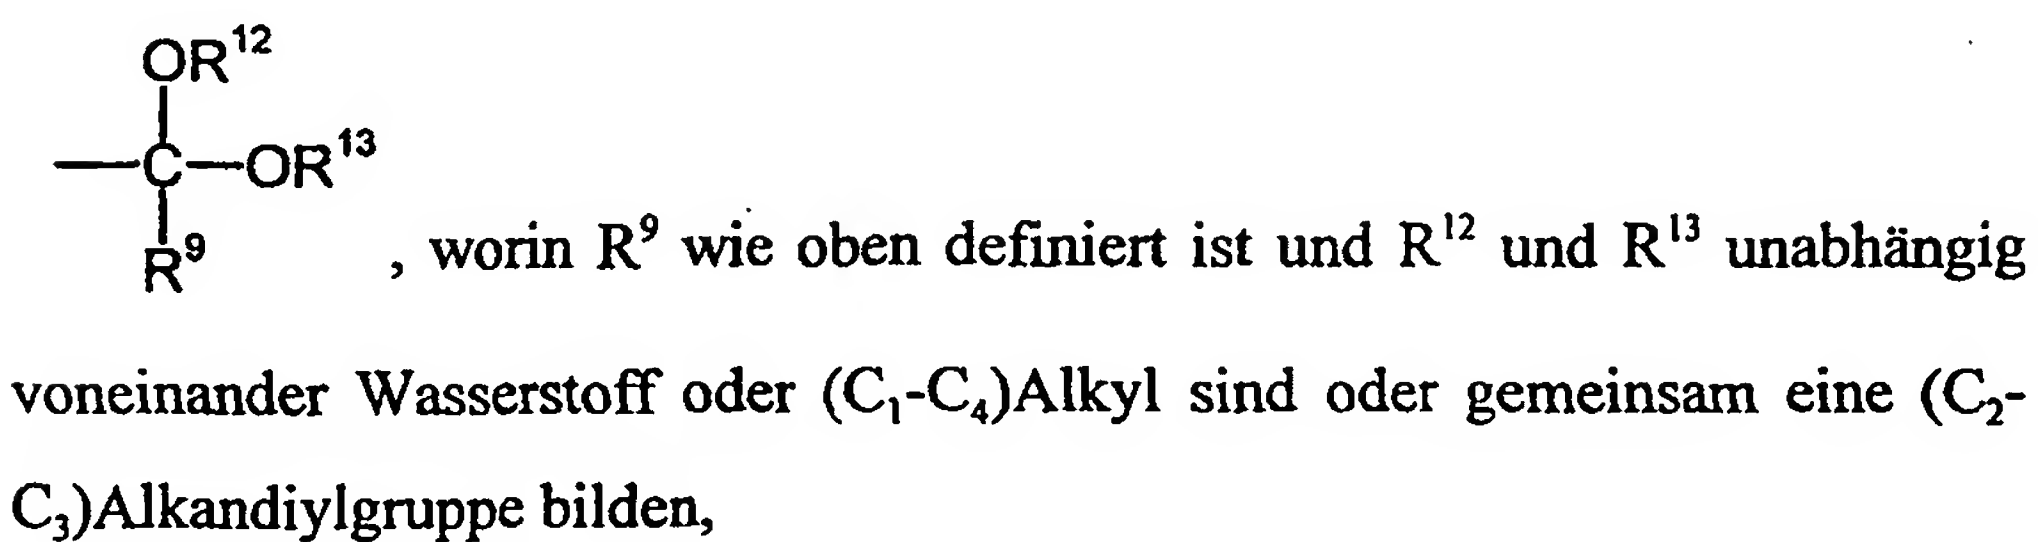 OR¹²
—C—OR¹³
R⁹ , worin R⁹ wie oben definiert ist und R¹² und R¹³ unabhängig
voneinander Wasserstoff oder (C₁-C₄)Alkyl sind oder gemeinsam eine (C₂-
C₃)Alkandiylgruppe bilden,